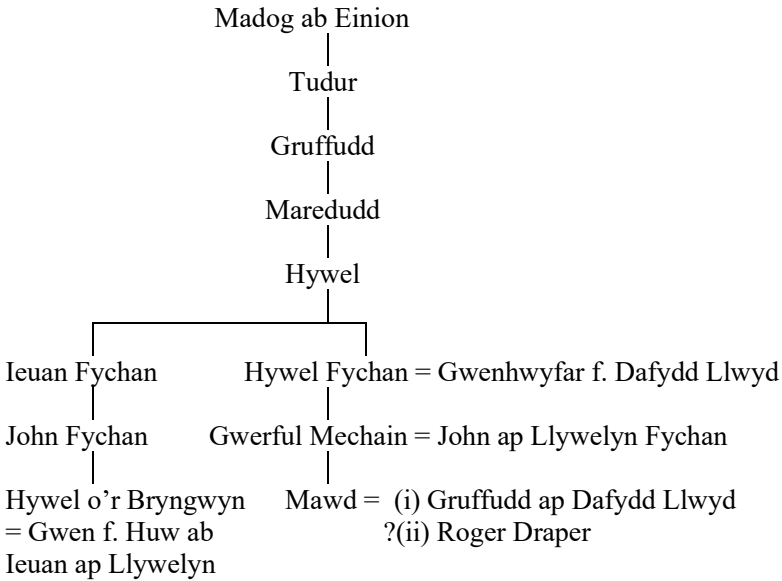 Madog ab Einion
Tudur
Gruffudd
Maredudd
Hywel
Ieuan Fychan
Hywel Fychan = Gwenhwyfar f. Dafydd Llwyd
John Fychan
Gwerful Mechain = John ap Llywelyn Fychan
Hywel o’r Bryngwyn
= Gwen f. Huw ab
Ieuan ap Llywelyn
Mawd = (i) Gruffudd ap Dafydd Llwyd
?(ii) Roger Draper